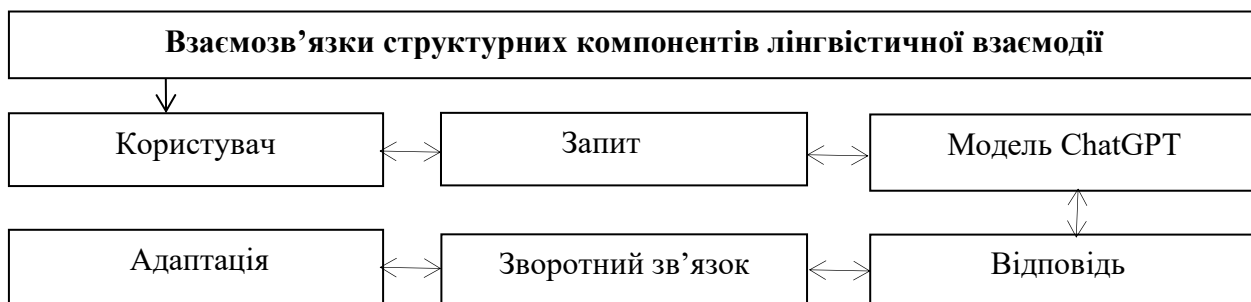 Взаємозв’язки структурних компонентів лінгвістичної взаємодії
Користувач
Запит
Модель ChatGPT
Адаптація
Зворотний зв’язок
Відповідь